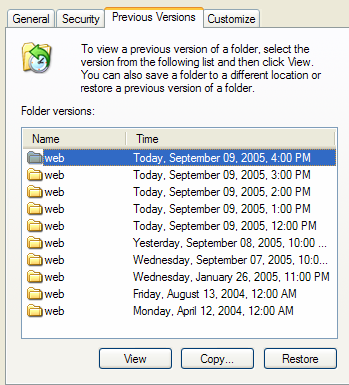 General Security Previous Versions Customize
To view a previous version of a folder, select the
version from the following list and then click View.
You can also save a folder to a different location or
restore a previous version of a folder.
Folder versions:
Name Time
web Today, September 09, 2005, 4:00 PM
web Today, September 09, 2005, 3:00 PM
web Today, September 09, 2005, 2:00 PM
web Today, September 09, 2005, 1:00 PM
web Today, September 09, 2005, 12:00 PM
web Yesterday, September 08, 2005, 10:00 ...
web Wednesday, September 07, 2005, 10:00 ...
web Wednesday, January 26, 2005, 11:00 PM
web Friday, August 13, 2004, 12:00 AM
web Monday, April 12, 2004, 12:00 AM
View Copy... Restore